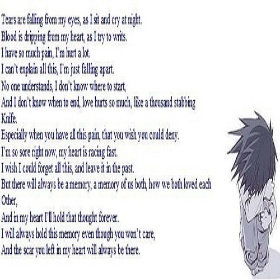 Tears are falling from my eyes, as I sit and cry at night.
Blood is dripping from my heart, as I try to writs.
I have so much pain, I'm hurt a lot.
I can't explain all this, I'm just falling apart.
No one understands, I don't know where to start,
And I don't know when to end, love hurts so much, like a thousand stabbing
Knife.
Especially when you have all this pain, that you wish you could deny.
I'm so sore right now, my heart is racing fast.
I wish I could forget all this, and leave it in the past.
But there will always be a memory, a memory of us both, how we both loved each
Other,
And in my heart I'll hold that thought forever.
I will always hold this memory even though you won't care,
And the scar you left in my heart will always be there.